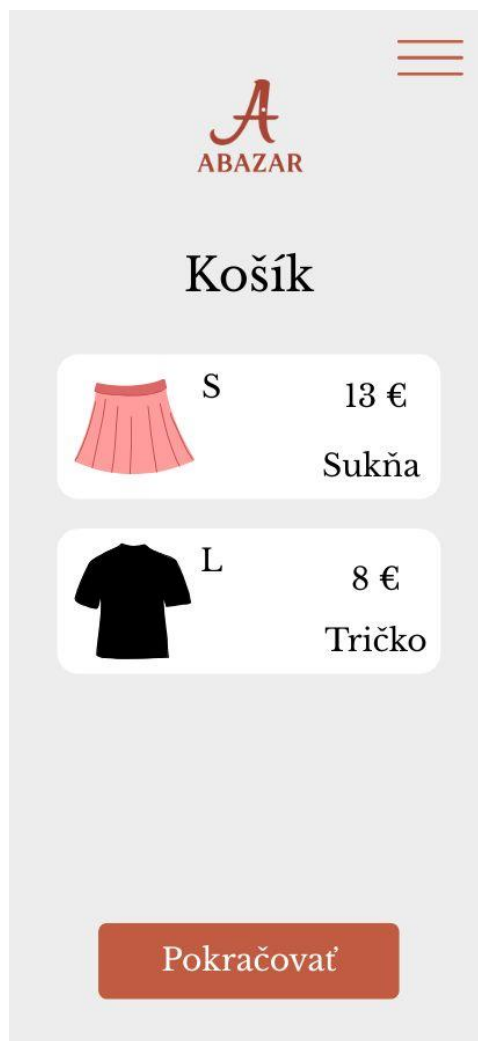 ABAZAR
Košík
S
13 €
Sukňa
L
8 €
Tričko
Pokračovať